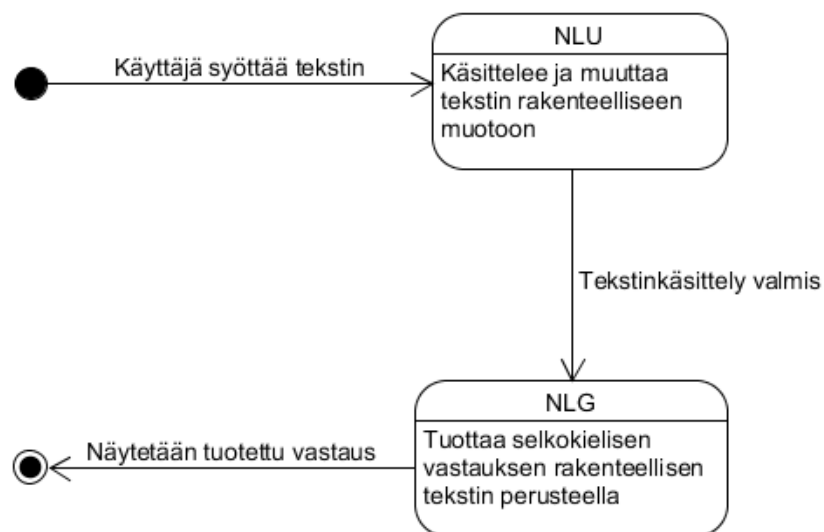 Käyttäjä syöttää tekstin
NLU
Käsittelee ja muuttaa
tekstin rakenteelliseen
muotoon
Tekstinkäsittely valmis
NLG
Tuottaa selkokielisen
vastauksen rakenteellisen
tekstin perusteella
Näytetään tuotettu vastaus